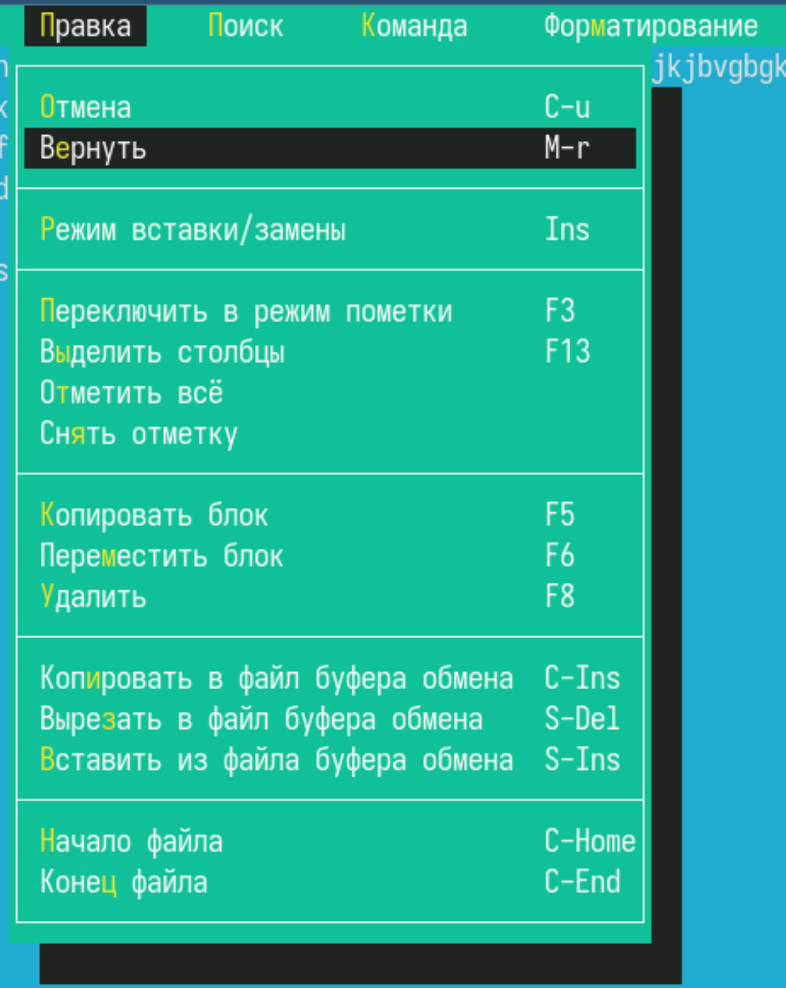 Правка Поиск Команда Форматирование
jkjbvgbgk
Отмена C-u
Вернуть M-r
Режим вставки/замены Ins
Переключить в режим пометки F3
Выделить столбцы F13
Отметить всё
Снять отметку
Копировать блок F5
Переместить блок F6
Удалить F8
Копировать в файл буфера обмена C-Ins
Вырезать в файл буфера обмена S-Del
Вставить из файла буфера обмена S-Ins
Начало файла C-Home
Конец файла C-End